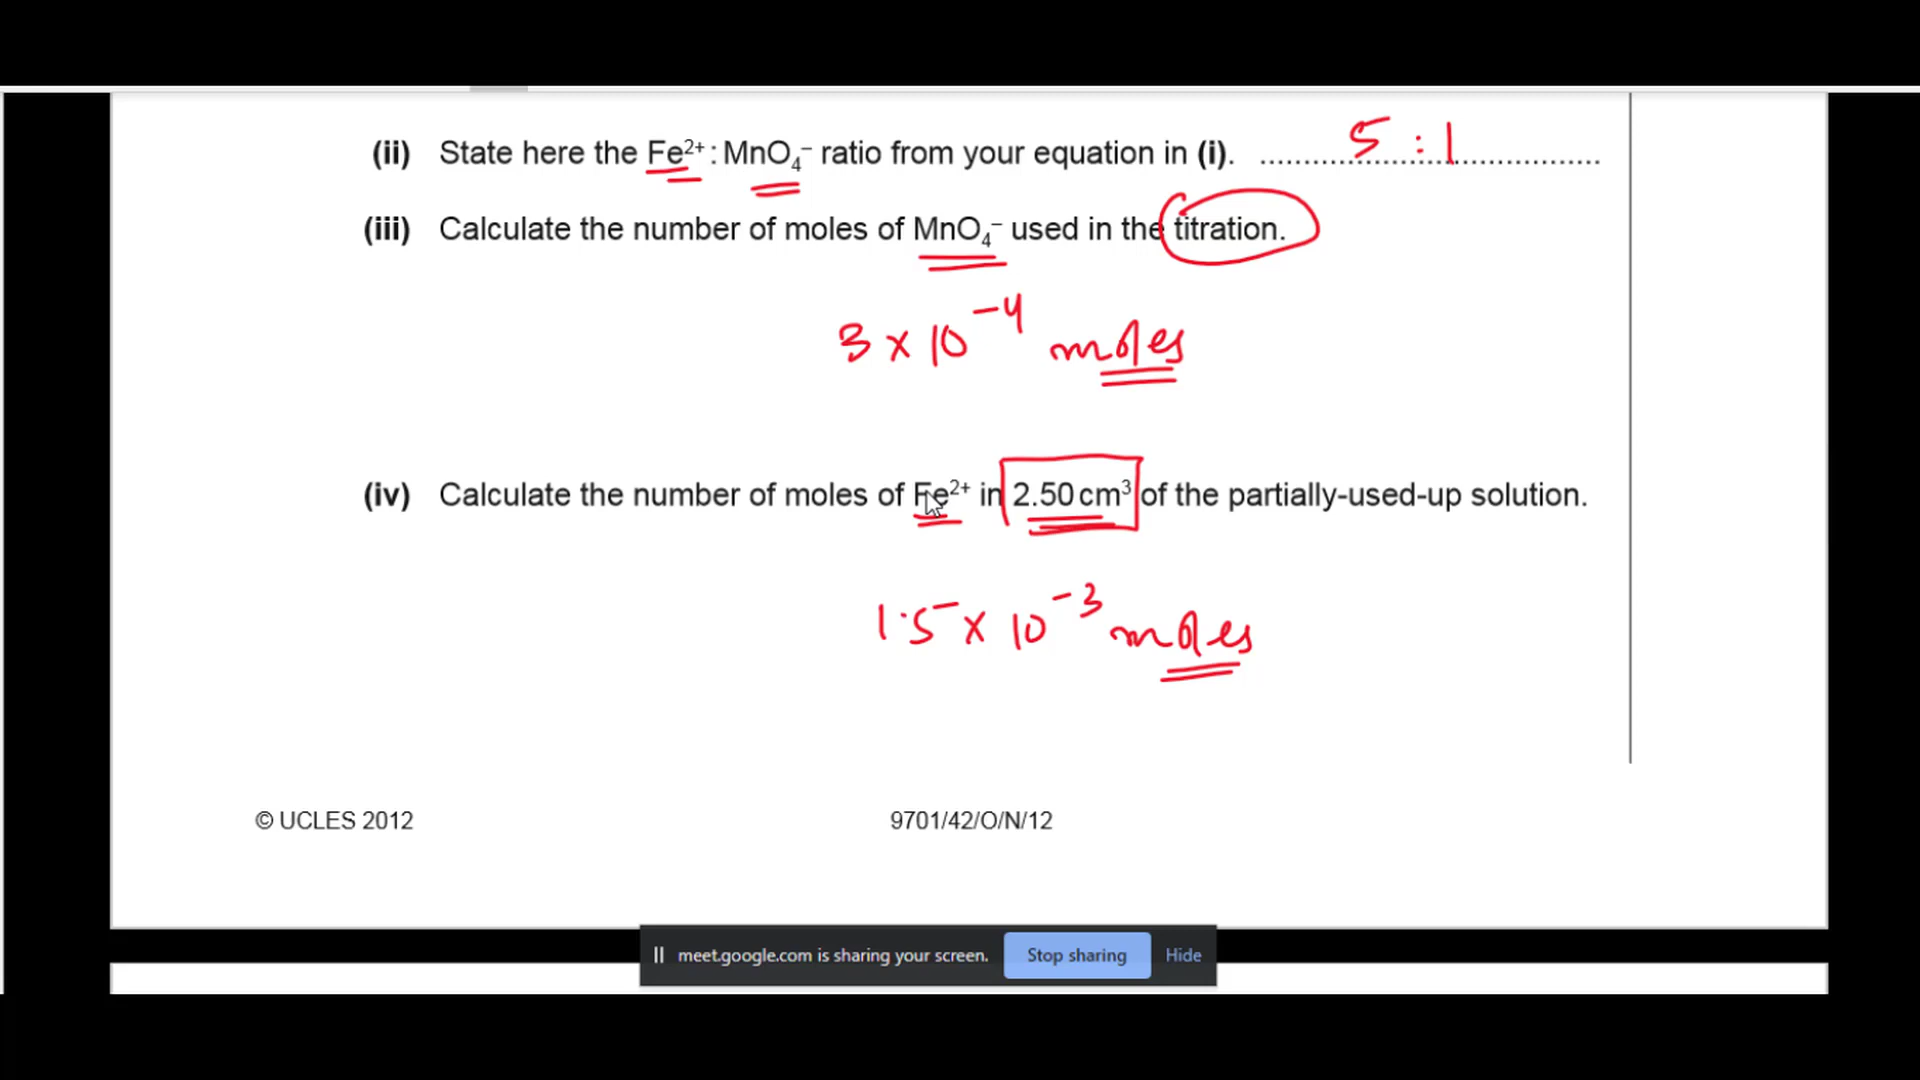 (ii) State here the Fe²⁺ : MnO₄⁻ ratio from your equation in (i). .......... 5 : 1 ..........
(iii) Calculate the number of moles of MnO₄⁻ used in the titration.
3 × 10⁻⁴ moles
(iv) Calculate the number of moles of Fe²⁺ in 2.50 cm³ of the partially-used-up solution.
1.5 × 10⁻³ moles
© UCLES 2012 9701/42/O/N/12
meet.google.com is sharing your screen. Stop sharing Hide